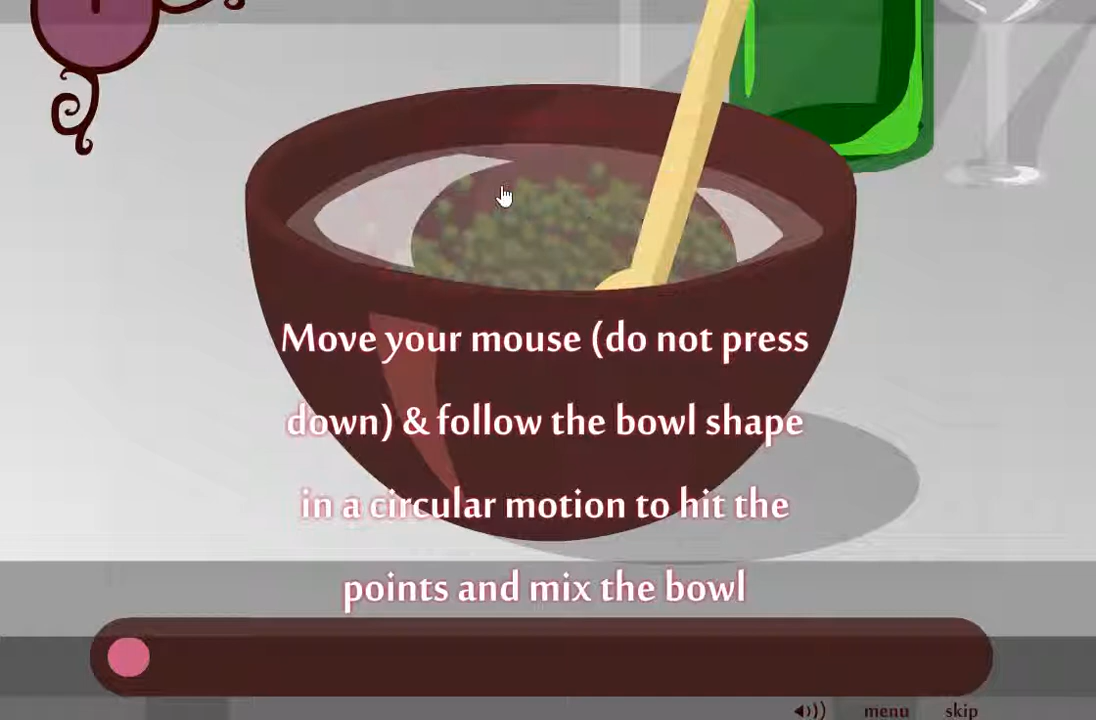 Move your mouse (do not press
down) & follow the bowl shape
in a circular motion to hit the
points and mix the bowl
menu skip